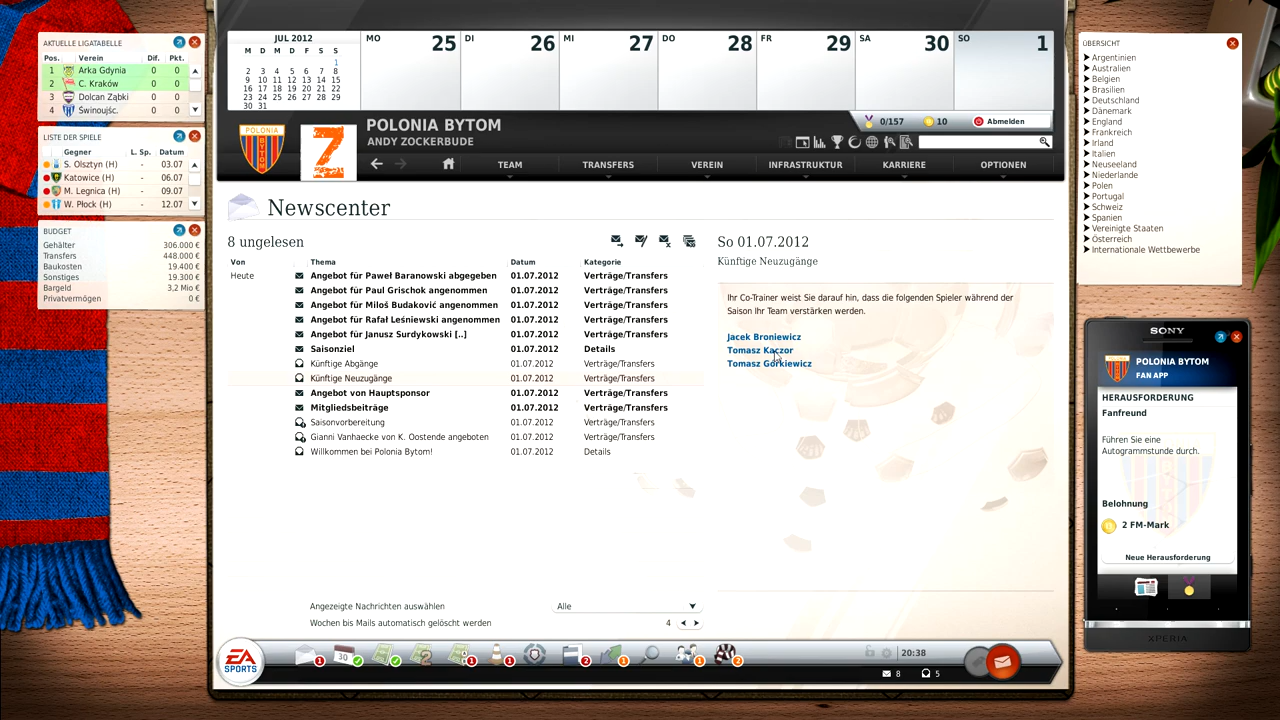 AKTUELLE LIGATABELLE
Pos. Verein Dif. Pkt.
1 Arka Gdynia 0 0
2 C. Kraków 0 0
3 Dolcan Ząbki 0 0
4 Świnoujśc. 0 0
LISTE DER SPIELE
Gegner L. Sp. Datum
S. Olsztyn (H) - 03.07
Katowice (H) - 06.07
M. Legnica (H) - 09.07
W. Płock (H) - 12.07
BUDGET
Gehälter 306.000 €
Transfers 448.000 €
Baukosten 19.400 €
Sonstiges 19.300 €
Bargeld 3,2 Mio €
Privatvermögen 0 €
JUL 2012
M D M D F S S
1
2 3 4 5 6 7 8
9 10 11 12 13 14 15
16 17 18 19 20 21 22
23 24 25 26 27 28 29
30 31
MO 25 DI 26 MI 27 DO 28 FR 29 SA 30 SO 1
POLONIA BYTOM
ANDY ZOCKERBUDE
POLONIA
BYTOM
Z
0/157 10 Abmelden
TEAM TRANSFERS VEREIN INFRASTRUKTUR KARRIERE OPTIONEN
Newscenter
8 ungelesen
Von Thema Datum Kategorie
Heute Angebot für Paweł Baranowski abgegeben 01.07.2012 Verträge/Transfers
Angebot für Paul Grischok angenommen 01.07.2012 Verträge/Transfers
Angebot für Miloš Budaković angenommen 01.07.2012 Verträge/Transfers
Angebot für Rafał Leśniewski angenommen 01.07.2012 Verträge/Transfers
Angebot für Janusz Surdykowski [..] 01.07.2012 Verträge/Transfers
Saisonziel 01.07.2012 Details
Künftige Abgänge 01.07.2012 Verträge/Transfers
Künftige Neuzugänge 01.07.2012 Verträge/Transfers
Angebot von Hauptsponsor 01.07.2012 Verträge/Transfers
Mitgliedsbeiträge 01.07.2012 Verträge/Transfers
Saisonvorbereitung 01.07.2012 Verträge/Transfers
Gianni Vanhaecke von K. Oostende angeboten 01.07.2012 Verträge/Transfers
Willkommen bei Polonia Bytom! 01.07.2012 Details
Angezeigte Nachrichten auswählen Alle
Wochen bis Mails automatisch gelöscht werden 4
So 01.07.2012
Künftige Neuzugänge
Ihr Co-Trainer weist Sie darauf hin, dass die folgenden Spieler während der
Saison Ihr Team verstärken werden.
Jacek Broniewicz
Tomasz Kaczor
Tomasz Górkiewicz
EA
SPORTS
1 30 2 1 1 2 1 1 2
20:38
8 5
ÜBERSICHT
Argentinien
Australien
Belgien
Brasilien
Deutschland
Dänemark
England
Frankreich
Irland
Italien
Neuseeland
Niederlande
Polen
Portugal
Schweiz
Spanien
Vereinigte Staaten
Österreich
Internationale Wettbewerbe
SONY
POLONIA BYTOM
FAN APP
HERAUSFORDERUNG
Fanfreund
Führen Sie eine
Autogrammstunde durch.
Belohnung
2 FM-Mark
Neue Herausforderung
XPERIA